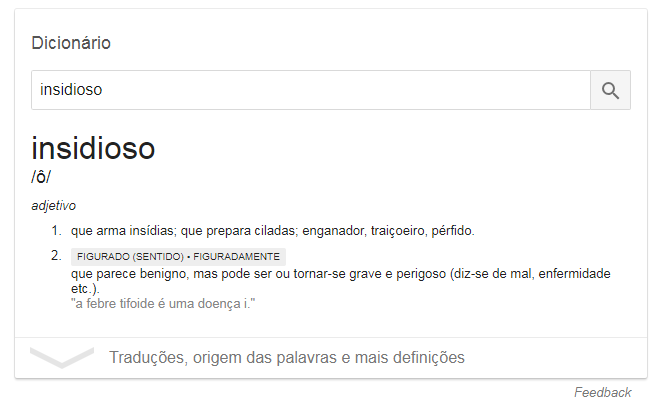 Dicionário
insidioso
insidioso
/ô/
adjetivo
1. que arma insídias; que prepara ciladas; enganador, traiçoeiro, pérfido.
2. FIGURADO (SENTIDO) • FIGURADAMENTE
que parece benigno, mas pode ser ou tornar-se grave e perigoso (diz-se de mal, enfermidade
etc.).
"a febre tifoide é uma doença i."
Traduções, origem das palavras e mais definições
Feedback